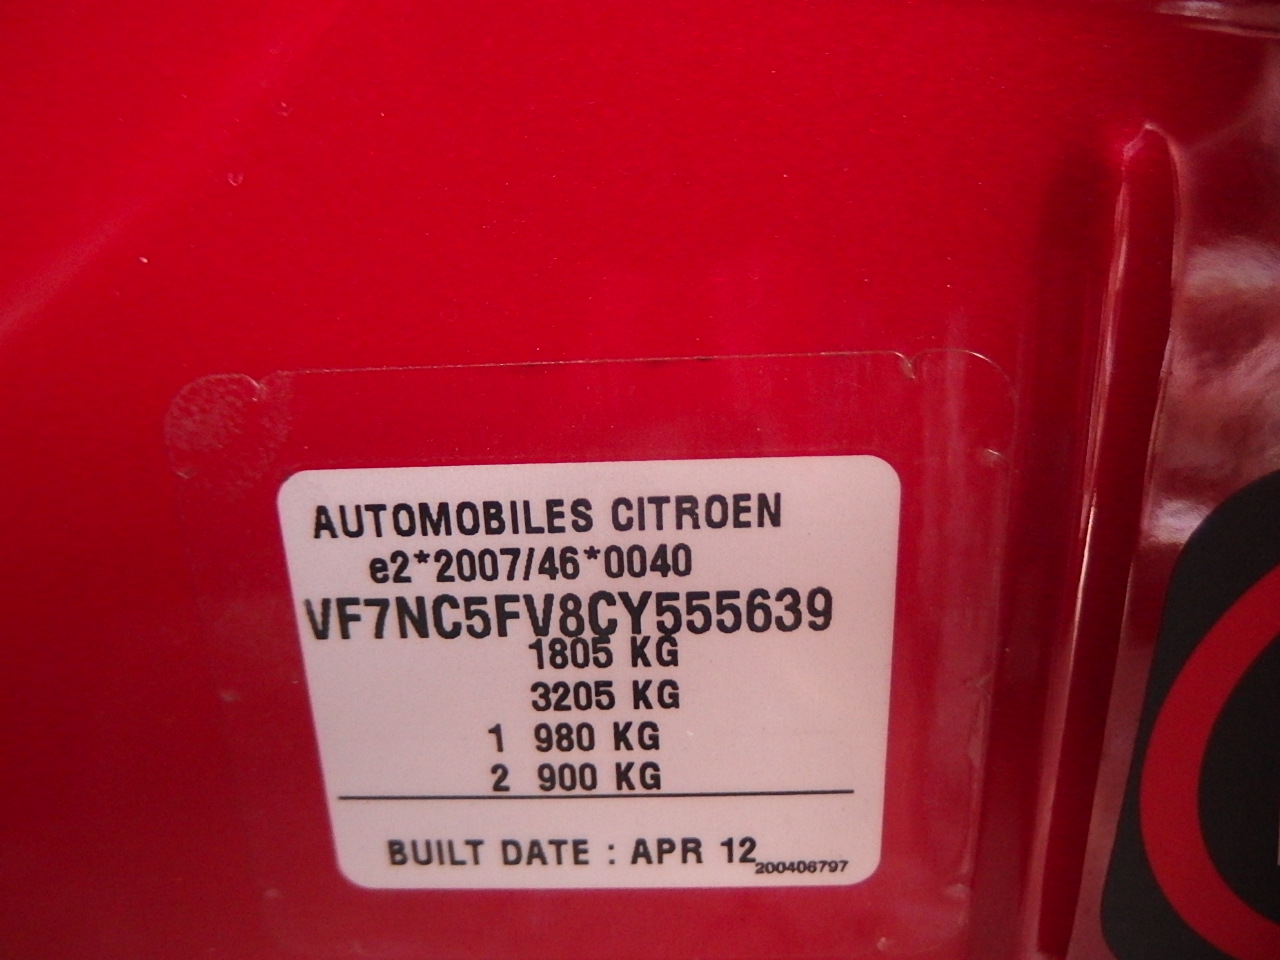 AUTOMOBILES CITROEN
e2*2007/46*0040
VF7NC5FV8CY555639
1805 KG
3205 KG
1 980 KG
2 900 KG
BUILT DATE : APR 12
200406797